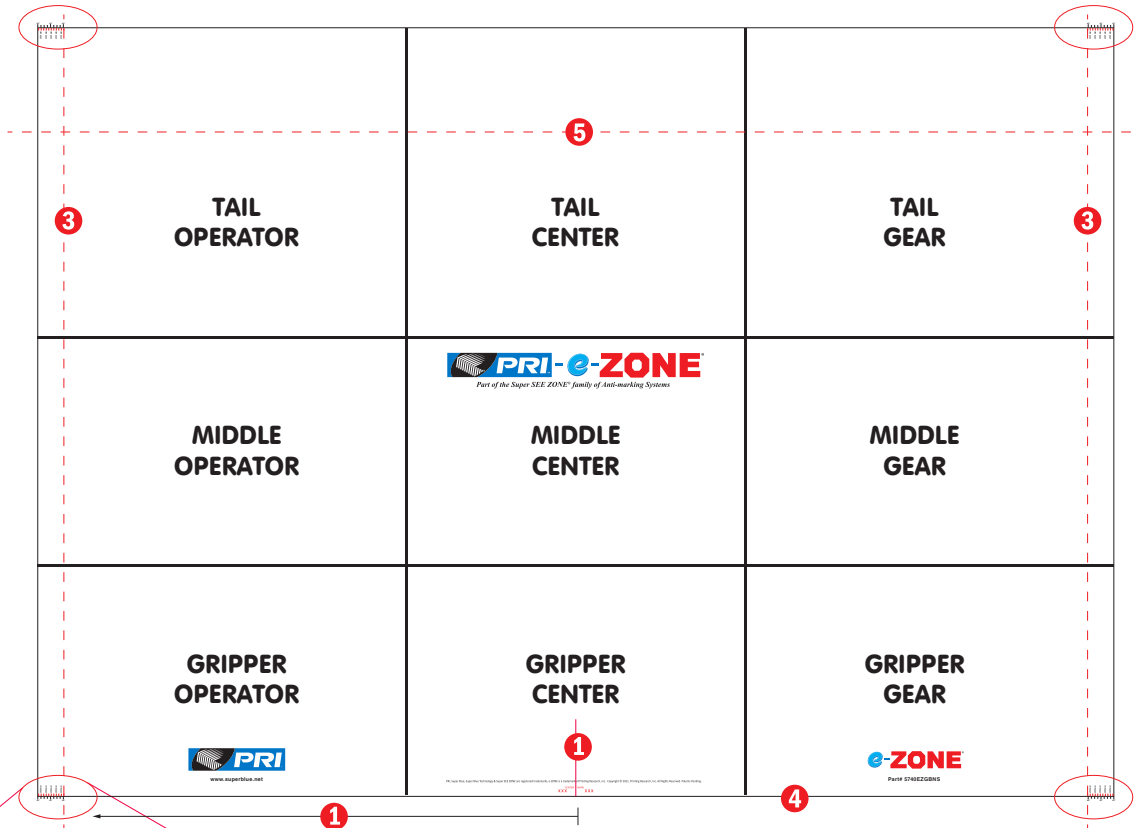 5
3
3
TAIL
OPERATOR
TAIL
CENTER
TAIL
GEAR
PRI-e-ZONE®
Part of the Super SEE ZONE® family of Anti-marking Systems
MIDDLE
OPERATOR
MIDDLE
CENTER
MIDDLE
GEAR
GRIPPER
OPERATOR
GRIPPER
CENTER
GRIPPER
GEAR
PRI
www.superblue.net
1
e-ZONE
Part# 5740EZGBNS
XXX XXX
4
1